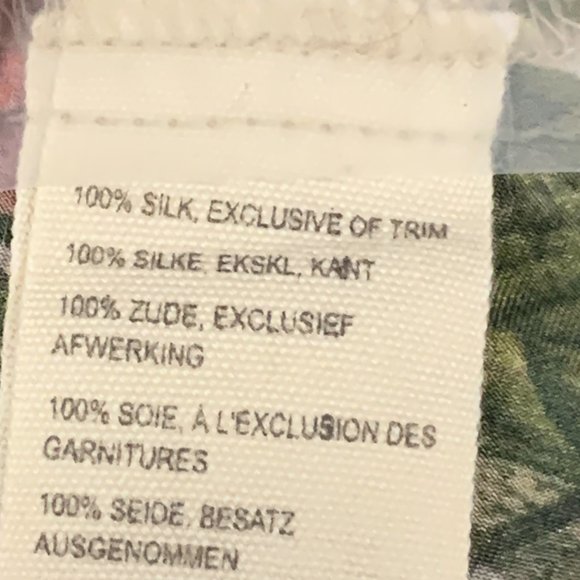 100% SILK, EXCLUSIVE OF TRIM
100% SILKE, EKSKL, KANT
100% ZIJDE, EXCLUSIEF
AFWERKING
100% SOIE, À L'EXCLUSION DES
GARNITURES
100% SEIDE, BESATZ
AUSGENOMMEN